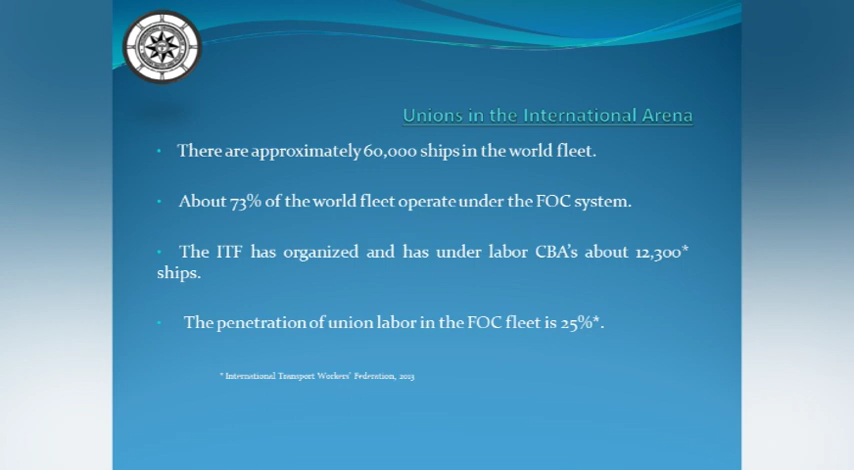 Unions in the International Arena
• There are approximately 60,000 ships in the world fleet.
• About 73% of the world fleet operate under the FOC system.
• The ITF has organized and has under labor CBA's about 12,300*
ships.
• The penetration of union labor in the FOC fleet is 25%*.
* International Transport Workers' Federation, 2013